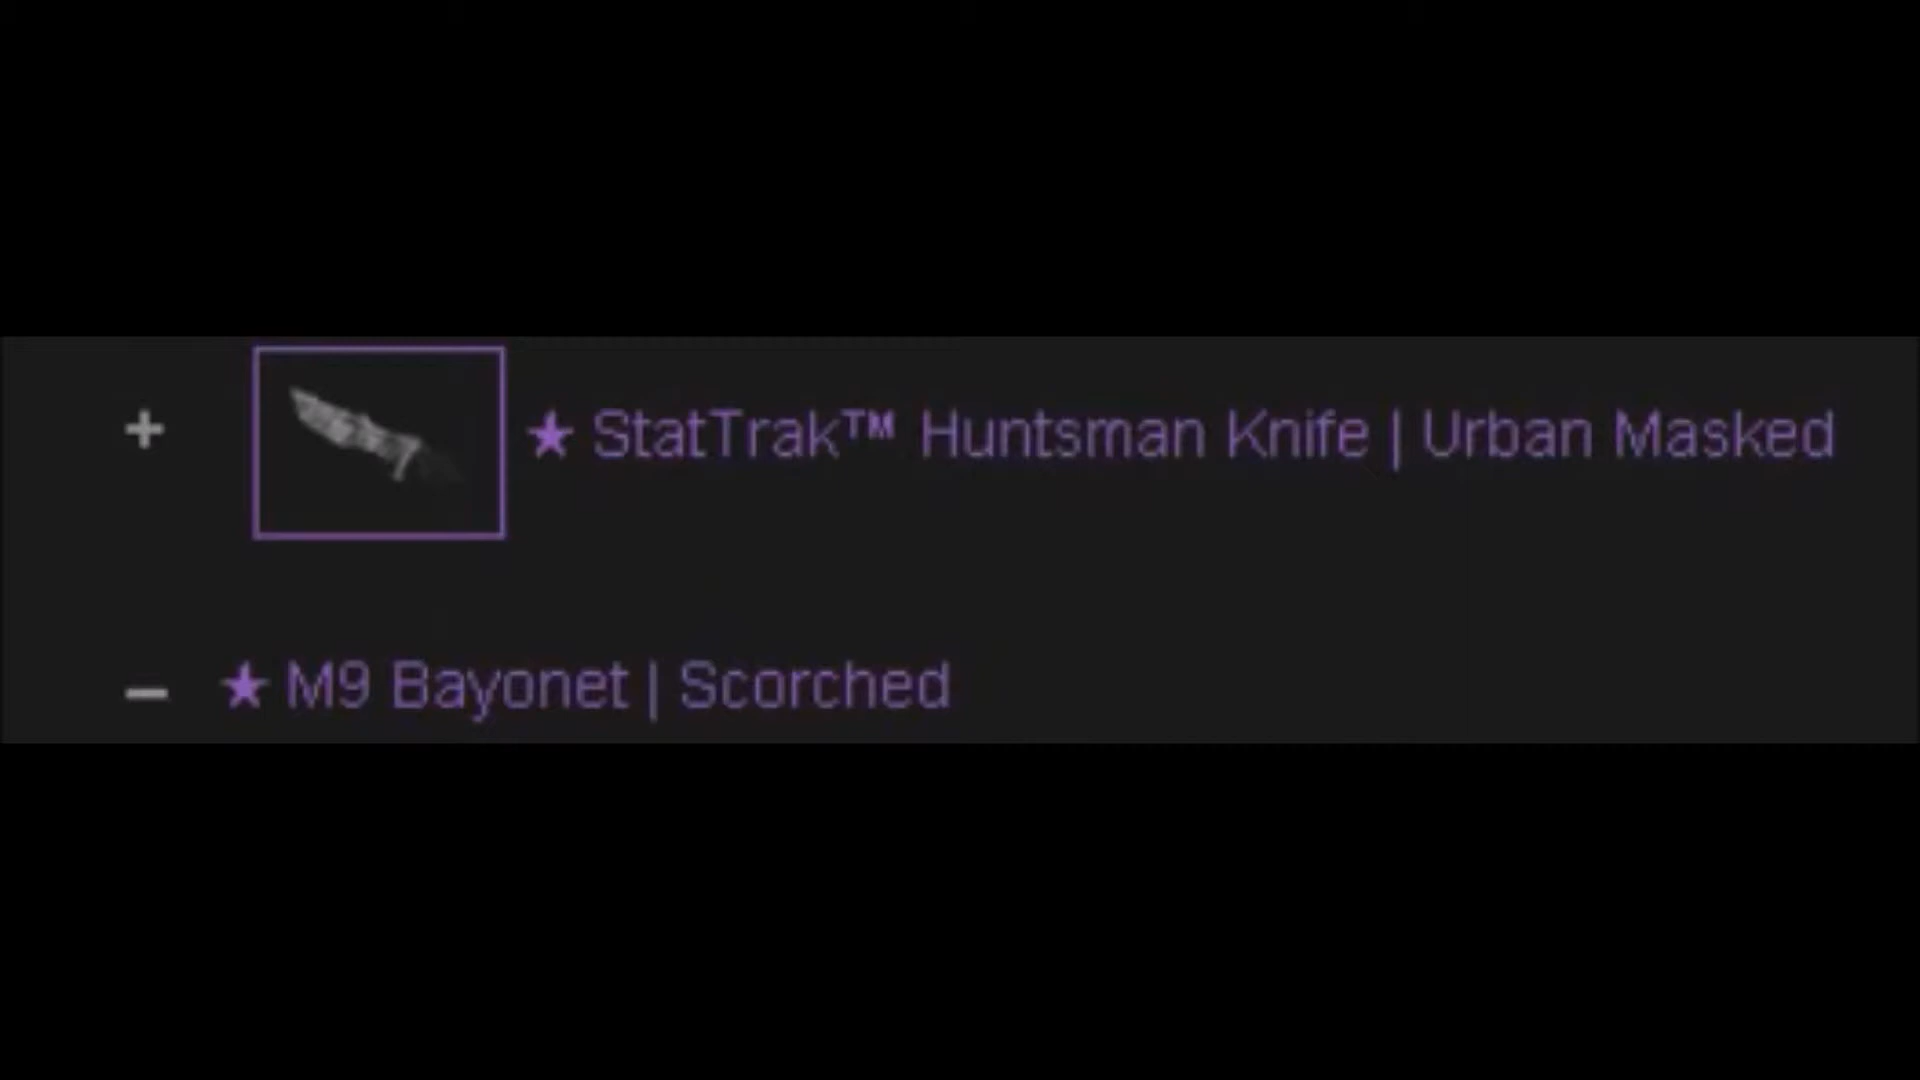 + ★ StatTrak™ Huntsman Knife | Urban Masked
– ★ M9 Bayonet | Scorched